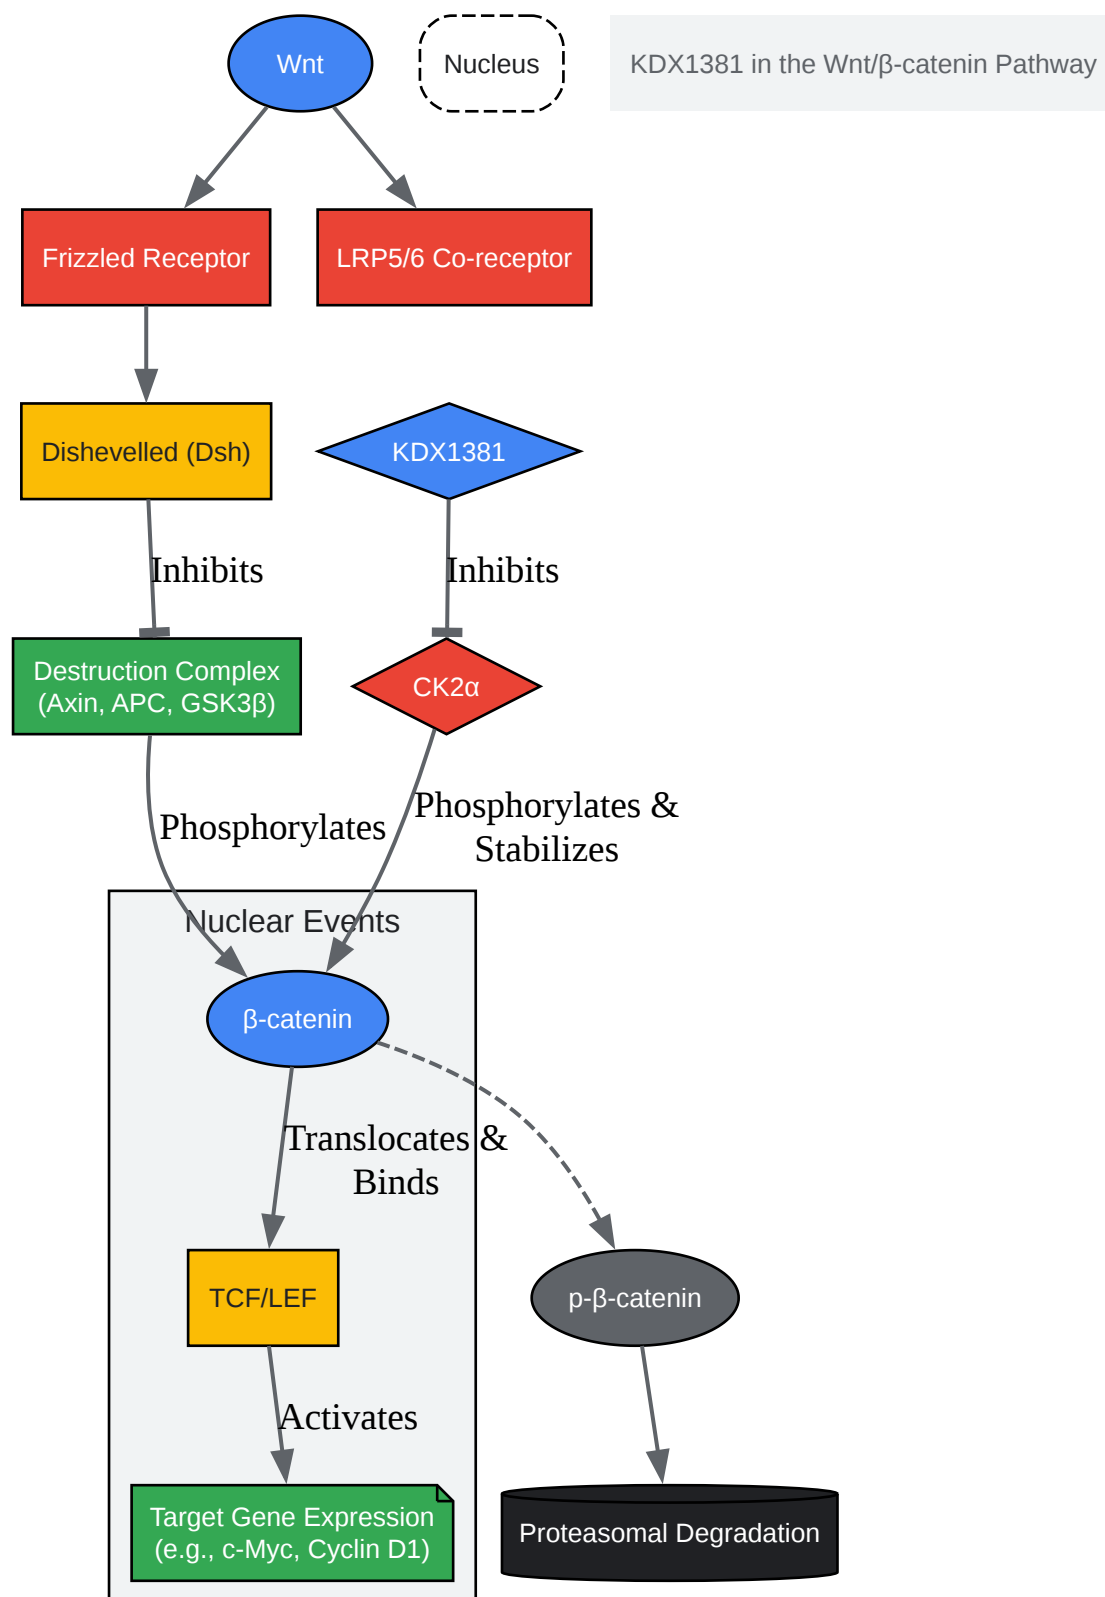 Wnt
Nucleus
KDX1381 in the Wnt/β-catenin Pathway
Frizzled Receptor
LRP5/6 Co-receptor
Dishevelled (Dsh)
KDX1381
Inhibits
Inhibits
Destruction Complex
(Axin, APC, GSK3β)
CK2α
Phosphorylates
Phosphorylates &
Stabilizes
Nuclear Events
β-catenin
Translocates &
Binds
TCF/LEF
p-β-catenin
Activates
Target Gene Expression
(e.g., c-Myc, Cyclin D1)
Proteasomal Degradation